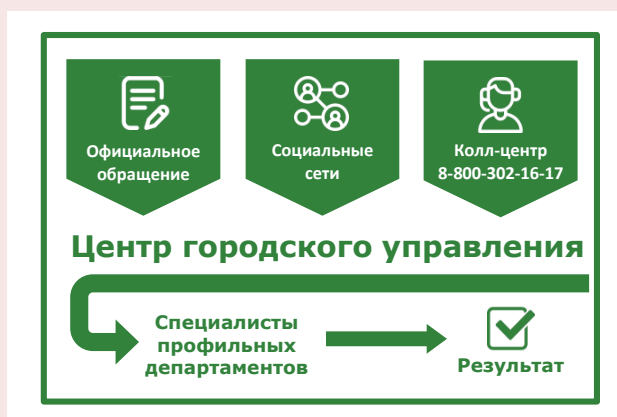 Официальное
обращение
Социальные
сети
Колл-центр
8-800-302-16-17
Центр городского управления
Специалисты
профильных
департаментов
Результат